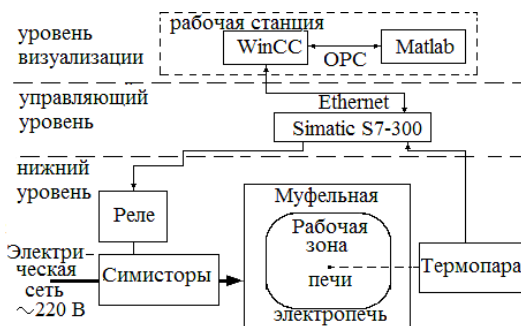 уровень
визуализации
рабочая станция
WinCC
OPC
Matlab
управляющий
уровень
Ethernet
Simatic S7-300
нижний
уровень
Реле
Электри
ческая
сеть
~220 В
Симисторы
Муфельная
Рабочая
зона
печи
электропечь
Термопара